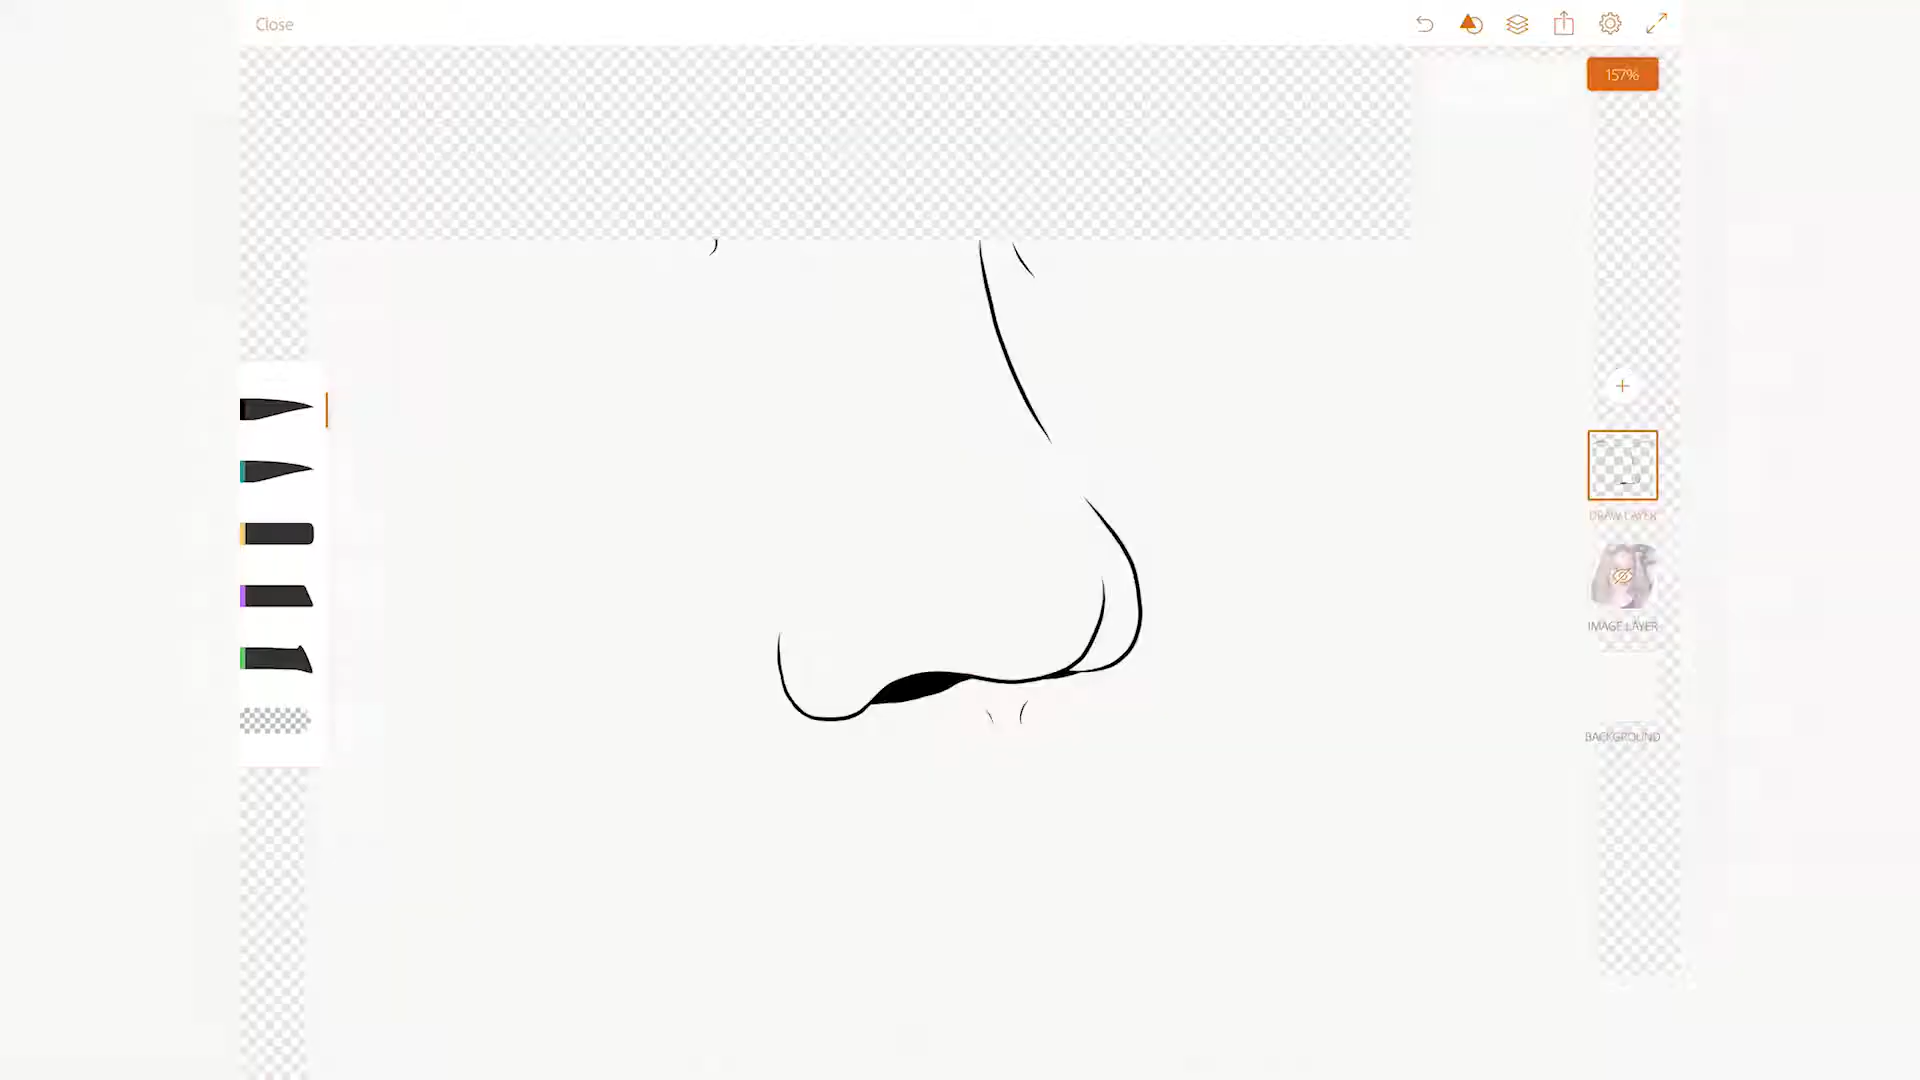 Close
157%
DRAW LAYER
IMAGE LAYER
BACKGROUND